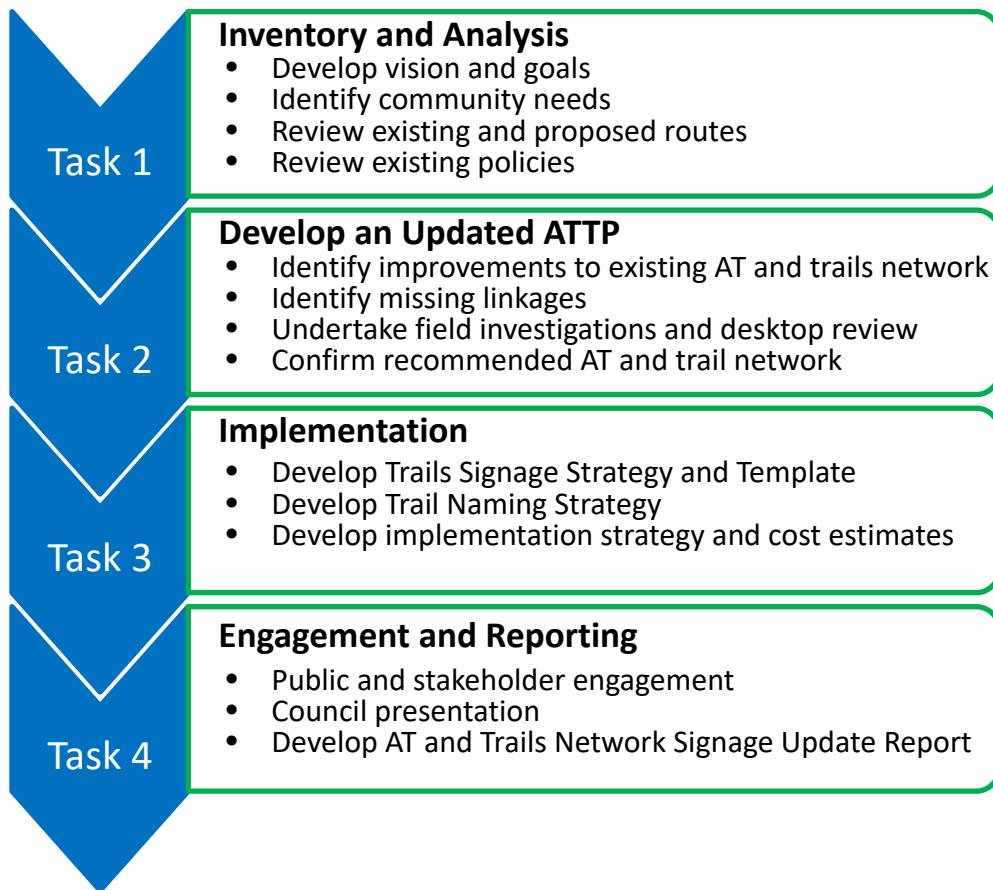 Task 1
Inventory and Analysis
• Develop vision and goals
• Identify community needs
• Review existing and proposed routes
• Review existing policies
Task 2
Develop an Updated ATTP
• Identify improvements to existing AT and trails network
• Identify missing linkages
• Undertake field investigations and desktop review
• Confirm recommended AT and trail network
Task 3
Implementation
• Develop Trails Signage Strategy and Template
• Develop Trail Naming Strategy
• Develop implementation strategy and cost estimates
Task 4
Engagement and Reporting
• Public and stakeholder engagement
• Council presentation
• Develop AT and Trails Network Signage Update Report